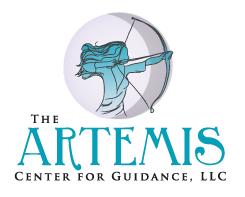 THE
ARTEMIS
CENTER FOR GUIDANCE, LLC